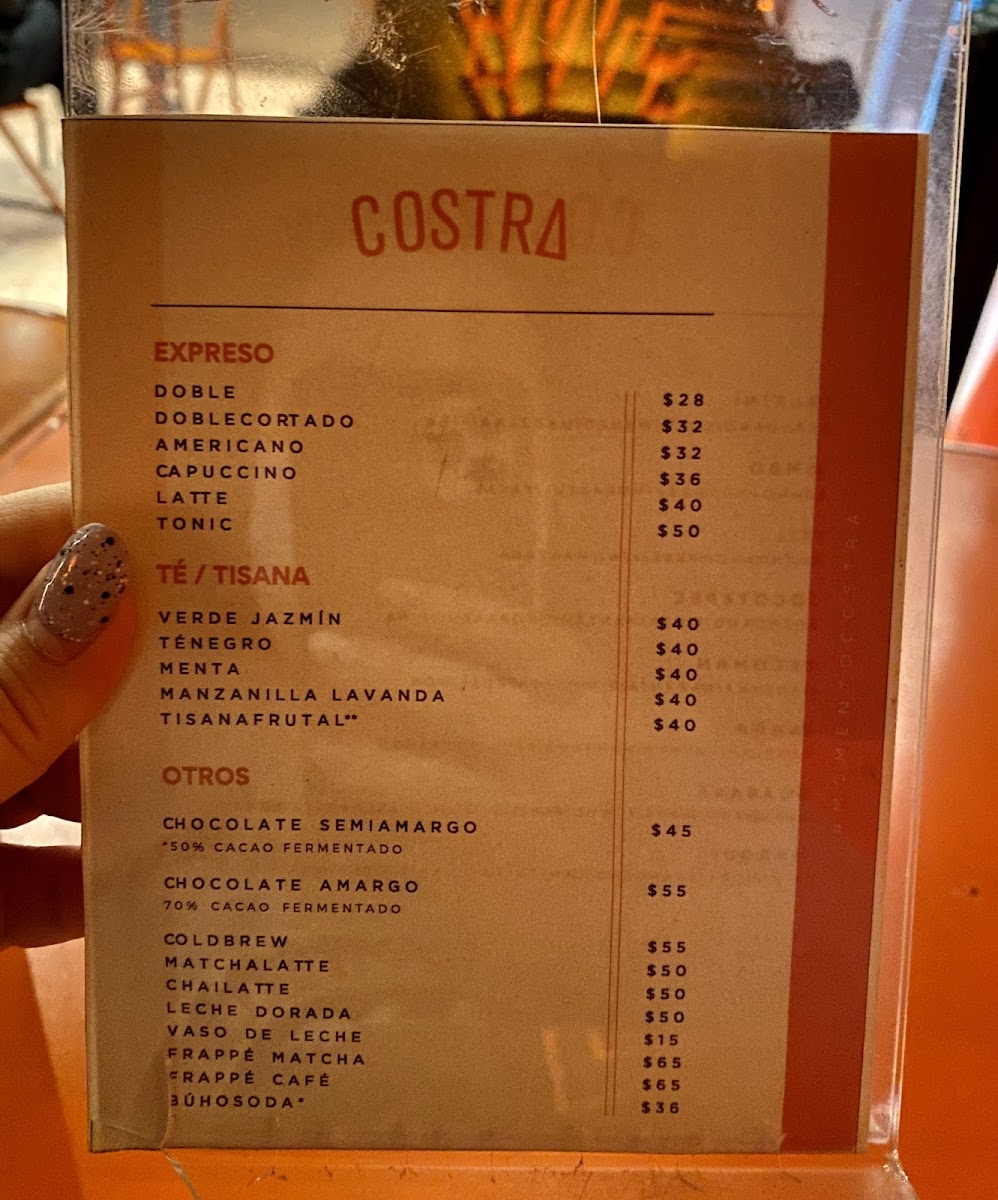 COSTRA
EXPRESO
DOBLE $28
DOBLECORTADO $32
AMERICANO $32
CAPUCCINO $36
LATTE $40
TONIC $50
TÉ / TISANA
VERDE JAZMÍN $40
TÉNEGRO $40
MENTA $40
MANZANILLA LAVANDA $40
TISANAFRUTAL** $40
OTROS
CHOCOLATE SEMIAMARGO $45
*50% CACAO FERMENTADO
CHOCOLATE AMARGO $55
70% CACAO FERMENTADO
COLDBREW $55
MATCHALATTE $50
CHAILATTE $50
LECHE DORADA $50
VASO DE LECHE $15
FRAPPÉ MATCHA $65
FRAPPÉ CAFÉ $65
BÚHOSODA* $36